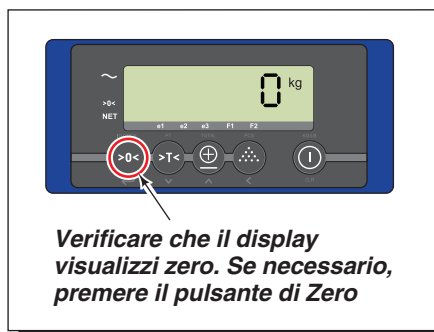 0 kg
>0<
NET
e1 e2 e3 F1 F2
>0< >T<
Verificare che il display
visualizzi zero. Se necessario,
premere il pulsante di Zero